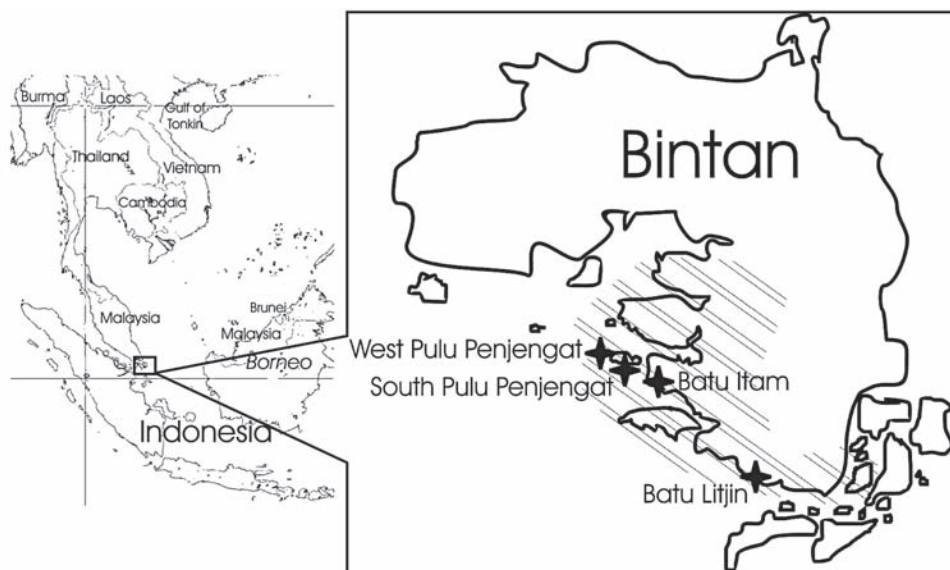 Burma
Laos
Gulf of
Tonkin
Thailand
Vietnam
Cambodia
Malaysia
Brunei
Malaysia
Borneo
Indonesia
Bintan
West Pulu Penjengat
South Pulu Penjengat
Batu Itam
Batu Litjin